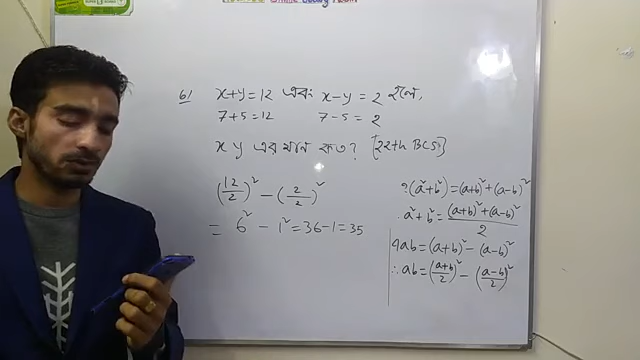 ৬। x+y=12 এবং x-y=2 হলে,
7+5=12 7-5=2
xy এর মান কত? [22th BCS]
(12/2)² - (2/2)²
= 6² - 1² = 36-1 = 35
2(a²+b²) = (a+b)² + (a-b)²
∴ a²+b² = ((a+b)² + (a-b)²)/2
4ab = (a+b)² - (a-b)²
∴ ab = ((a+b)/2)² - ((a-b)/2)²